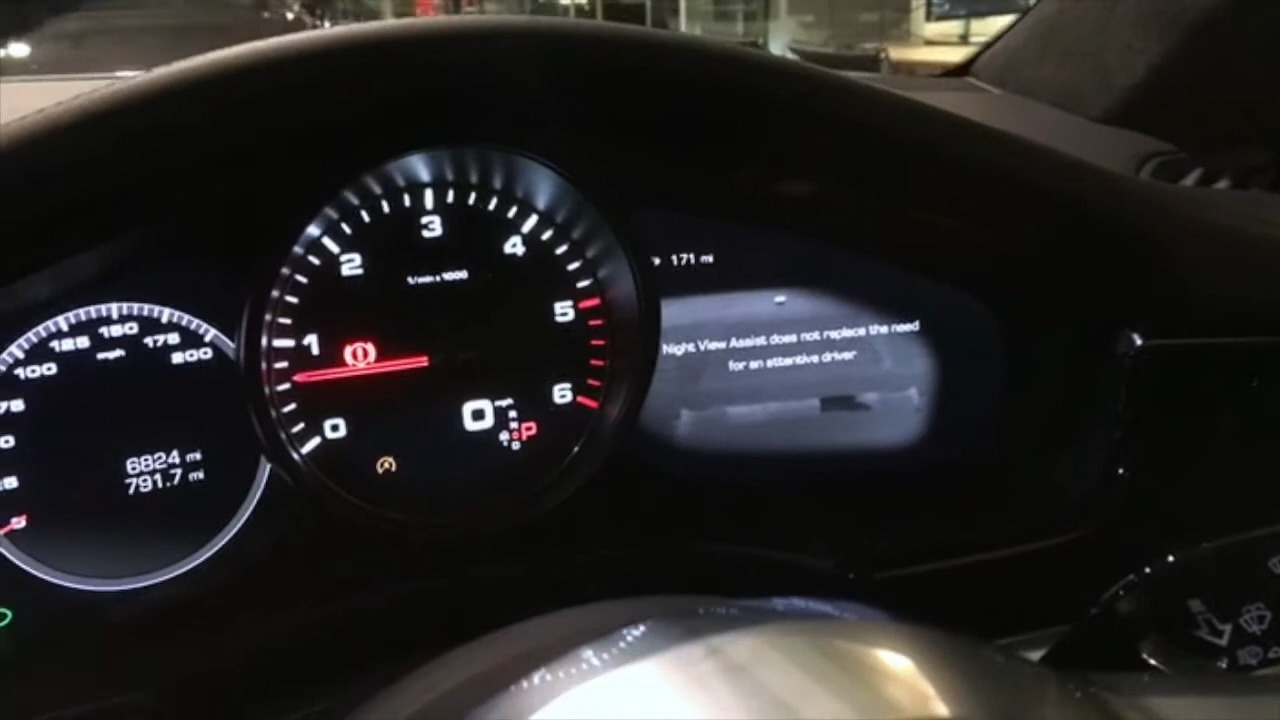 100
125
150
175
200
mph
75
6824 mi
791.7 mi
0
1
2
3
4
5
6
1/min x 1000
0 mph
R
N
P
D
171 mi
Night View Assist does not replace the need
for an attentive driver